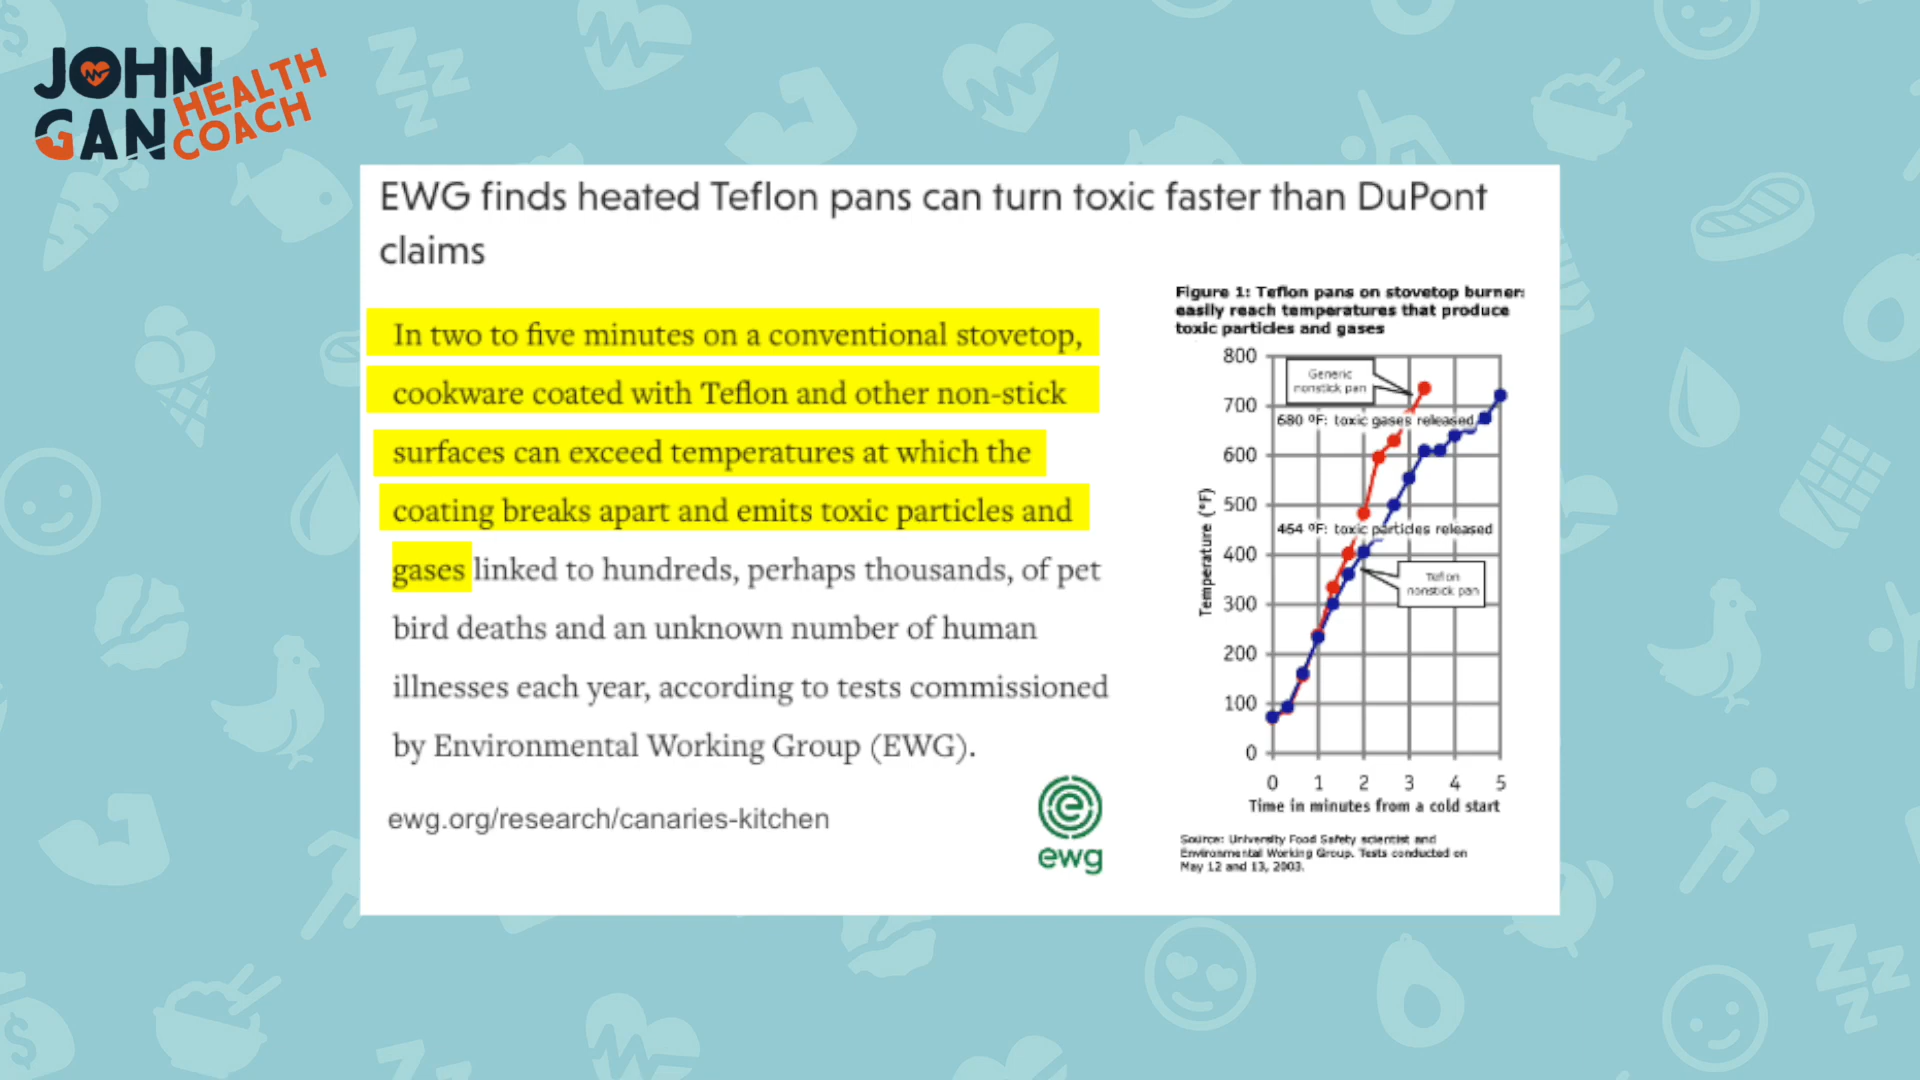 JOHN
GAN
HEALTH
COACH
EWG finds heated Teflon pans can turn toxic faster than DuPont
claims
In two to five minutes on a conventional stovetop,
cookware coated with Teflon and other non-stick
surfaces can exceed temperatures at which the
coating breaks apart and emits toxic particles and
gases linked to hundreds, perhaps thousands, of pet
bird deaths and an unknown number of human
illnesses each year, according to tests commissioned
by Environmental Working Group (EWG).
ewg.org/research/canaries-kitchen
ewg
Figure 1: Teflon pans on stovetop burner:
easily reach temperatures that produce
toxic particles and gases
800
700
600
500
400
300
200
100
0
Temperature (°F)
Generic
nonstick pan
680 ºF: toxic gases released
464 ºF: toxic particles released
Teflon
nonstick pan
0 1 2 3 4 5
Time in minutes from a cold start
Source: University Food Safety scientist and
Environmental Working Group. Tests conducted on
May 12 and 13, 2003.